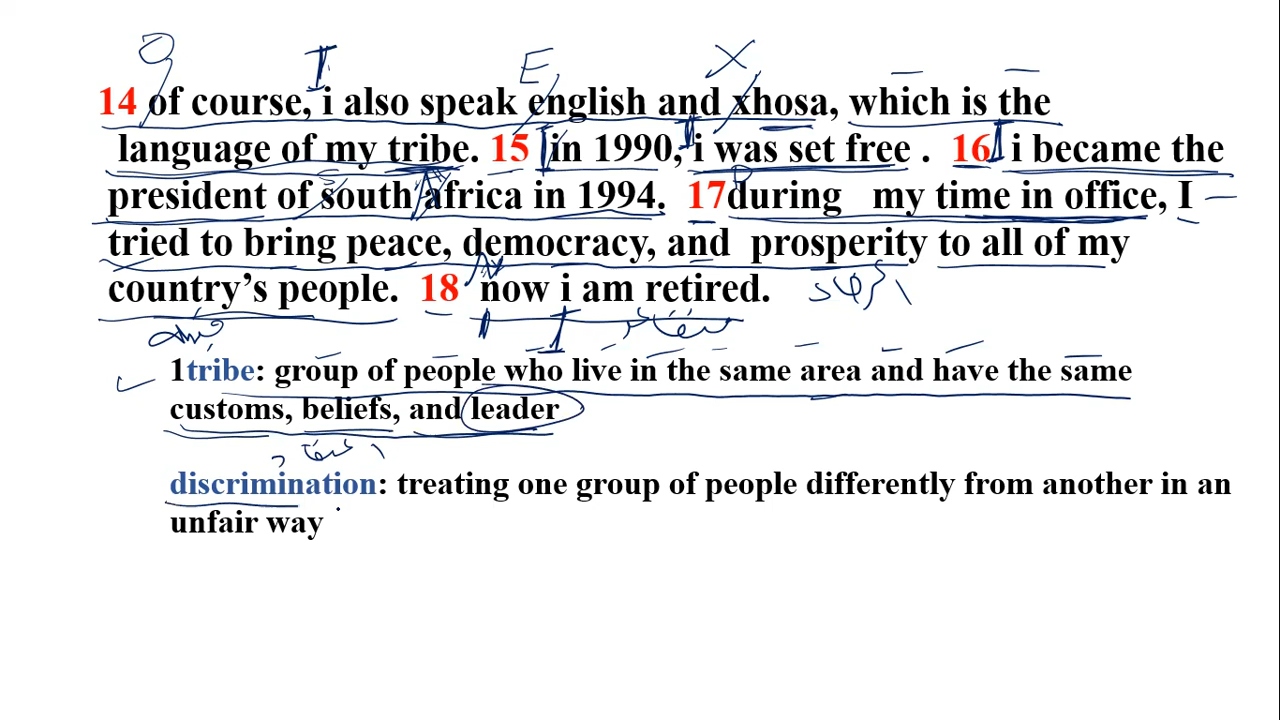 O I E X
14 of course, i also speak english and xhosa, which is the
language of my tribe. 15 in 1990, i was set free . 16 i became the
president of south africa in 1994. 17during my time in office, I
tried to bring peace, democracy, and prosperity to all of my
country's people. 18 now i am retired.
1tribe: group of people who live in the same area and have the same
customs, beliefs, and leader
discrimination: treating one group of people differently from another in an
unfair way